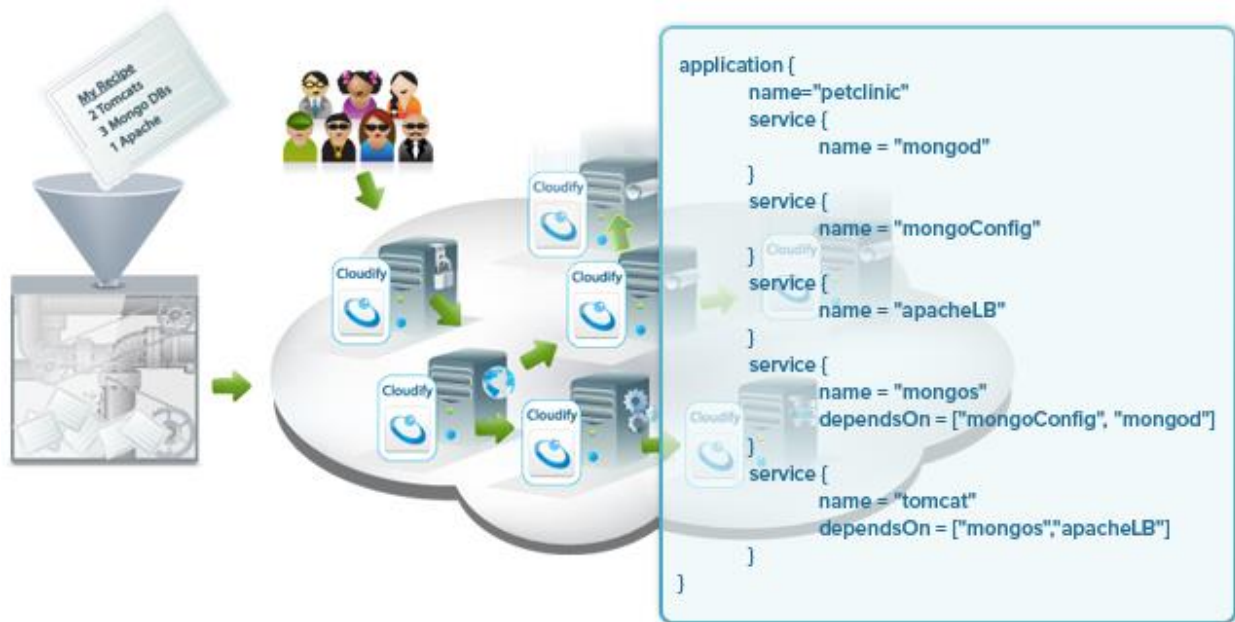 My Recipe
2 Tomcats
3 Mongo DBs
1 Apache
Cloudify
Cloudify
Cloudify
Cloudify
Cloudify
Cloudify
Cloudify
application {
name="petclinic"
service {
name = "mongod"
}
service {
name = "mongoConfig"
}
service {
name = "apacheLB"
}
service {
name = "mongos"
dependsOn = ["mongoConfig", "mongod"]
}
service {
name = "tomcat"
dependsOn = ["mongos","apacheLB"]
}
}